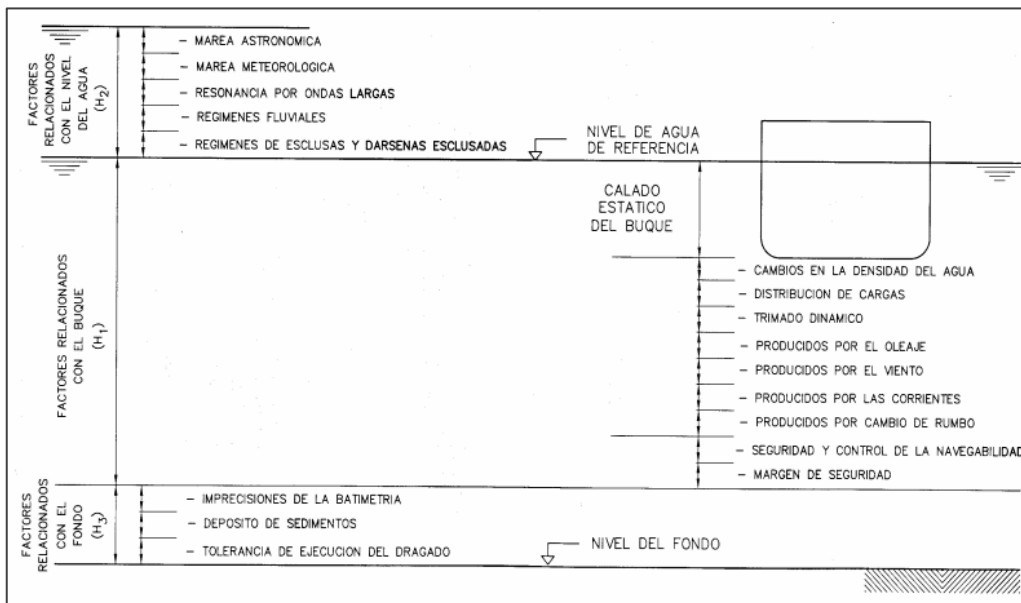 FACTORES
RELACIONADOS
CON EL NIVEL
DEL AGUA
(H2)
– MAREA ASTRONOMICA
– MAREA METEOROLOGICA
– RESONANCIA POR ONDAS LARGAS
– REGIMENES FLUVIALES
– REGIMENES DE ESCLUSAS Y DARSENAS ESCLUSADAS
NIVEL DE AGUA
DE REFERENCIA
FACTORES RELACIONADOS
CON EL BUQUE
(H1)
CALADO
ESTATICO
DEL BUQUE
– CAMBIOS EN LA DENSIDAD DEL AGUA
– DISTRIBUCION DE CARGAS
– TRIMADO DINAMICO
– PRODUCIDOS POR EL OLEAJE
– PRODUCIDOS POR EL VIENTO
– PRODUCIDOS POR LAS CORRIENTES
– PRODUCIDOS POR CAMBIO DE RUMBO
– SEGURIDAD Y CONTROL DE LA NAVEGABILIDAD
– MARGEN DE SEGURIDAD
FACTORES
RELACIONADOS
CON EL
FONDO
(H3)
– IMPRECISIONES DE LA BATIMETRIA
– DEPOSITO DE SEDIMENTOS
– TOLERANCIA DE EJECUCION DEL DRAGADO
NIVEL DEL FONDO